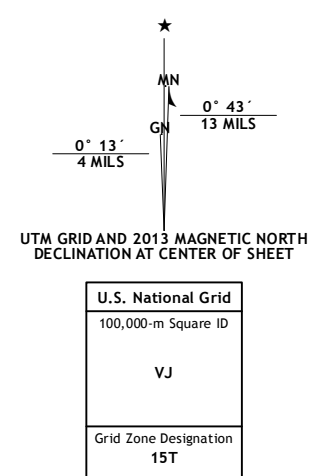 ★
MN
0° 43´
13 MILS
GN
0° 13´
4 MILS
UTM GRID AND 2013 MAGNETIC NORTH
DECLINATION AT CENTER OF SHEET
U.S. National Grid
100,000-m Square ID
VJ
Grid Zone Designation
15T